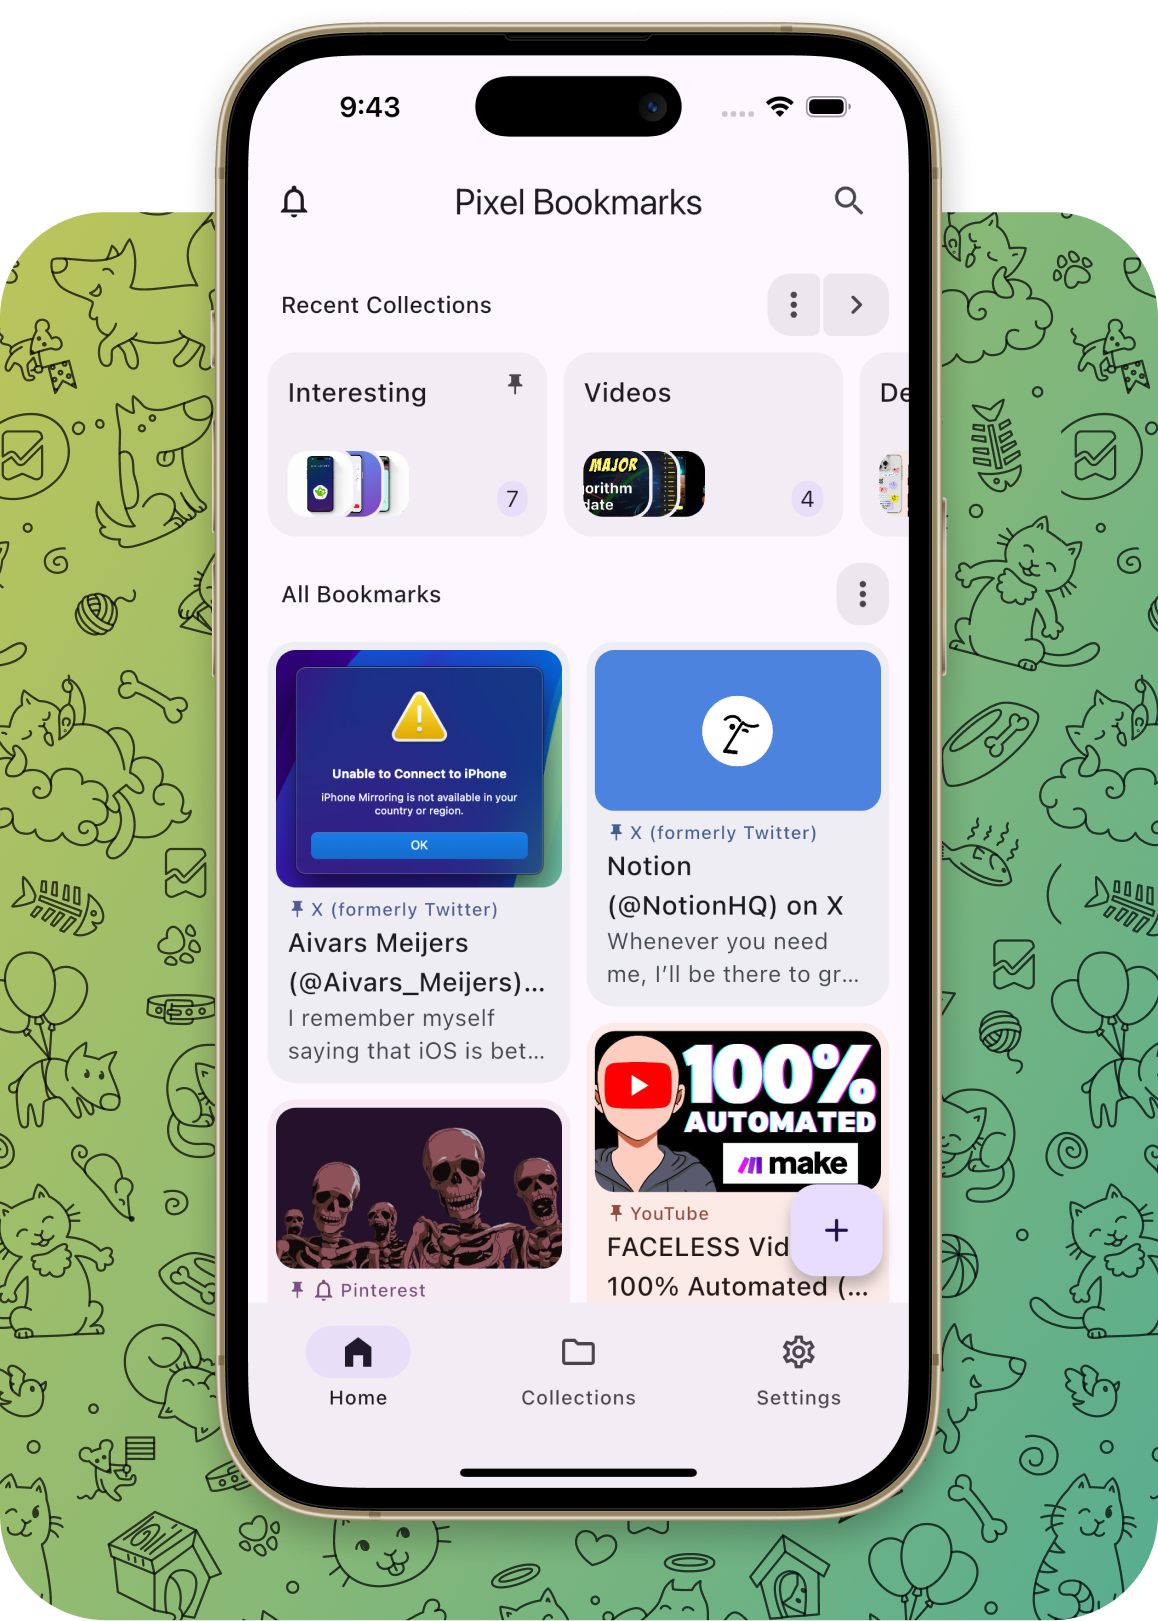 9:43
Pixel Bookmarks
Recent Collections
Interesting
7
Videos
MAJOR
orithm
date
4
De
All Bookmarks
Unable to Connect to iPhone
iPhone Mirroring is not available in your
country or region.
OK
X (formerly Twitter)
Aivars Meijers
(@Aivars_Meijers)...
I remember myself
saying that iOS is bet...
X (formerly Twitter)
Notion
(@NotionHQ) on X
Whenever you need
me, I’ll be there to gr...
Pinterest
100%
AUTOMATED
make
YouTube
FACELESS Vid
100% Automated (...
Home
Collections
Settings